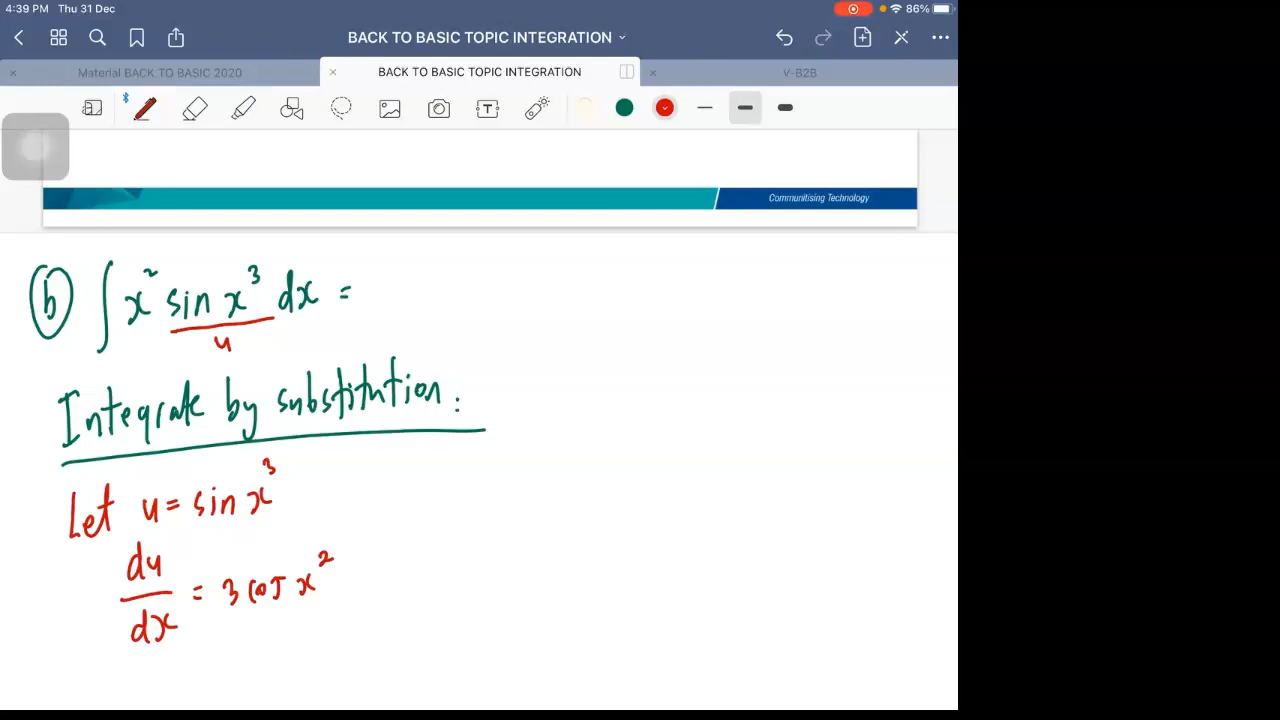 4:39 PM Thu 31 Dec 86%
BACK TO BASIC TOPIC INTEGRATION
Material BACK TO BASIC 2020 BACK TO BASIC TOPIC INTEGRATION V-B2B
T
Communitising Technology
b ∫ x² sin x³ dx =
u
Integrate by substitution:
Let u = sin x³
du/dx = 3 cos x²